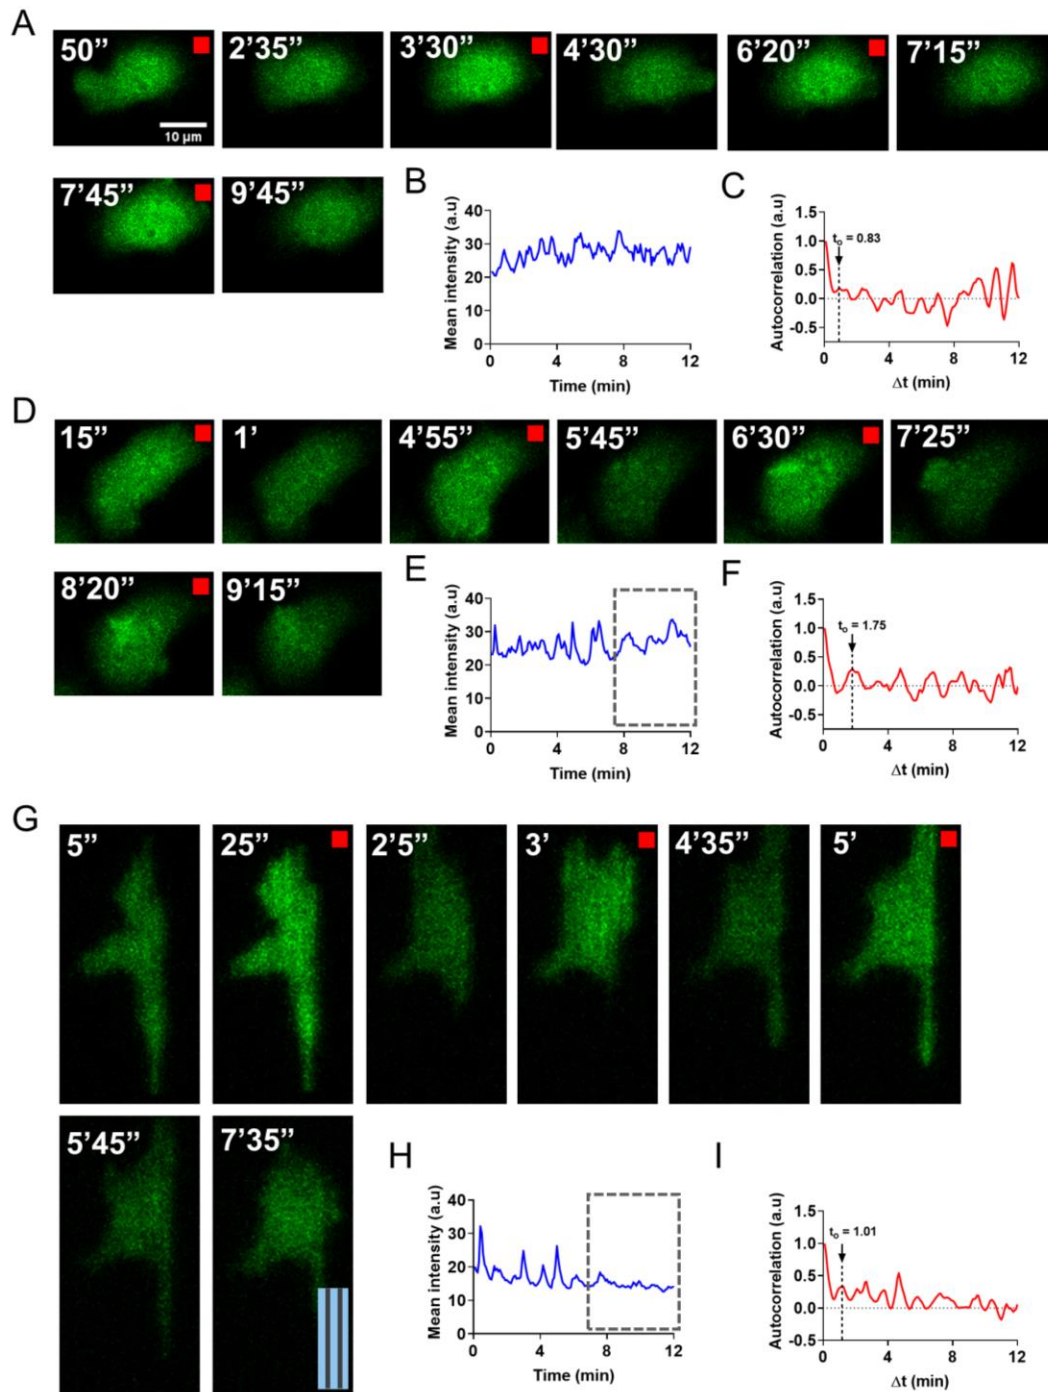 A
50”
2’35”
3’30”
4’30”
6’20”
7’15”
10 µm
7’45”
9’45”
B
Mean intensity (a.u)
40
30
20
10
0
0 4 8 12
Time (min)
C
Autocorrelation (a.u)
1.5
1.0
0.5
0.0
-0.5
t₀ = 0.83
0 4 8 12
Δt (min)
D
15”
1’
4’55”
5’45”
6’30”
7’25”
8’20”
9’15”
E
Mean intensity (a.u)
40
30
20
10
0
0 4 8 12
Time (min)
F
Autocorrelation (a.u)
1.5
1.0
0.5
0.0
-0.5
t₀ = 1.75
0 4 8 12
Δt (min)
G
5”
25”
2’5”
3’
4’35”
5’
5’45”
7’35”
H
Mean intensity (a.u)
40
30
20
10
0
0 4 8 12
Time (min)
I
Autocorrelation (a.u)
1.5
1.0
0.5
0.0
-0.5
t₀ = 1.01
0 4 8 12
Δt (min)